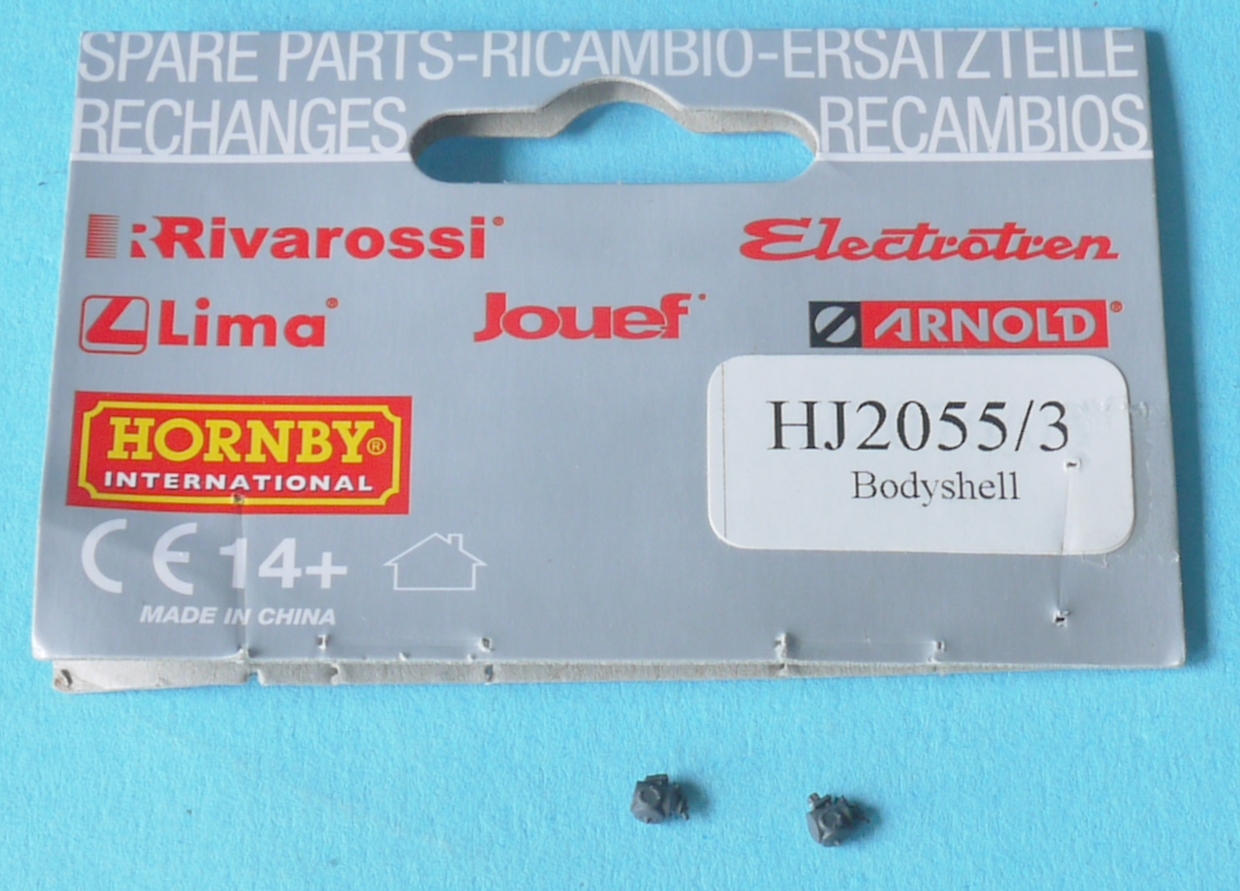 SPARE PARTS-RICAMBIO-ERSATZTEILE
RECHANGES RECAMBIOS
Rivarossi® Electrotren
Lima® Jouef® ARNOLD®
HORNBY®
INTERNATIONAL
HJ2055/3
Bodyshell
CE 14+
MADE IN CHINA